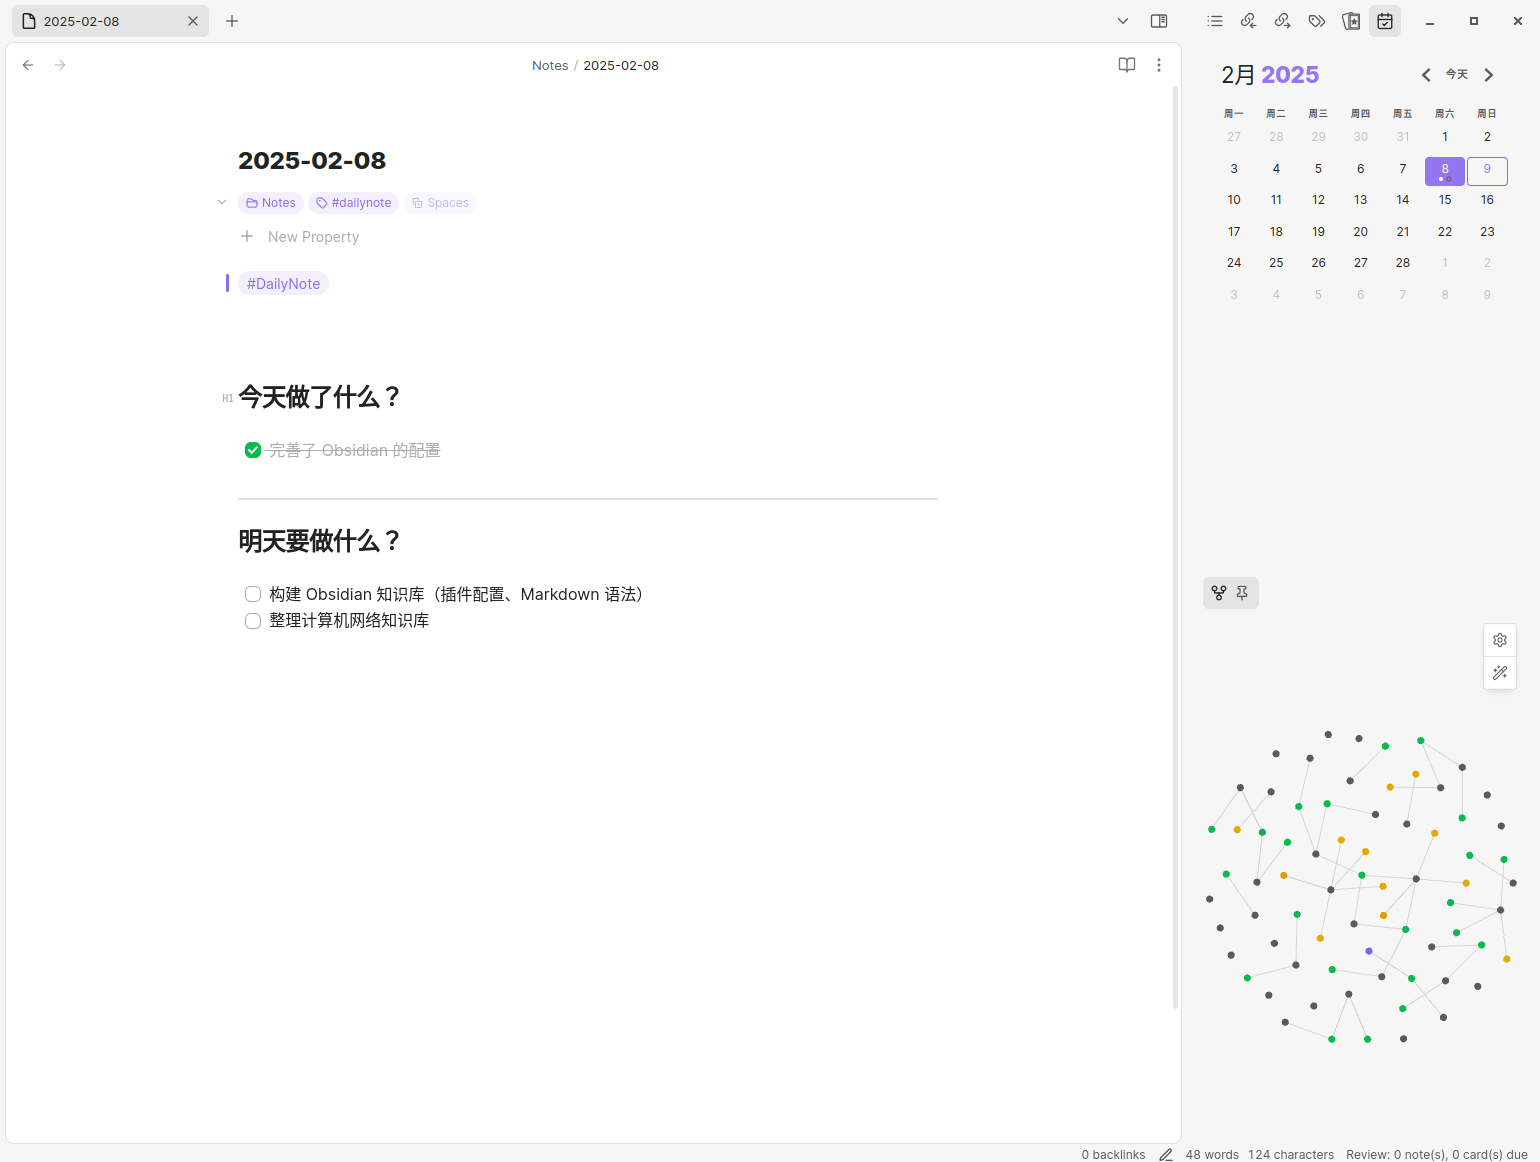 2025-02-08
Notes / 2025-02-08
2025-02-08
Notes #dailynote Spaces
New Property
#DailyNote
H1 今天做了什么？
完善了 Obsidian 的配置
明天要做什么？
构建 Obsidian 知识库（插件配置、Markdown 语法）
整理计算机网络知识库
2月 2025 今天
周一 周二 周三 周四 周五 周六 周日
27 28 29 30 31 1 2
3 4 5 6 7 8 9
10 11 12 13 14 15 16
17 18 19 20 21 22 23
24 25 26 27 28 1 2
3 4 5 6 7 8 9
0 backlinks 48 words 124 characters Review: 0 note(s), 0 card(s) due